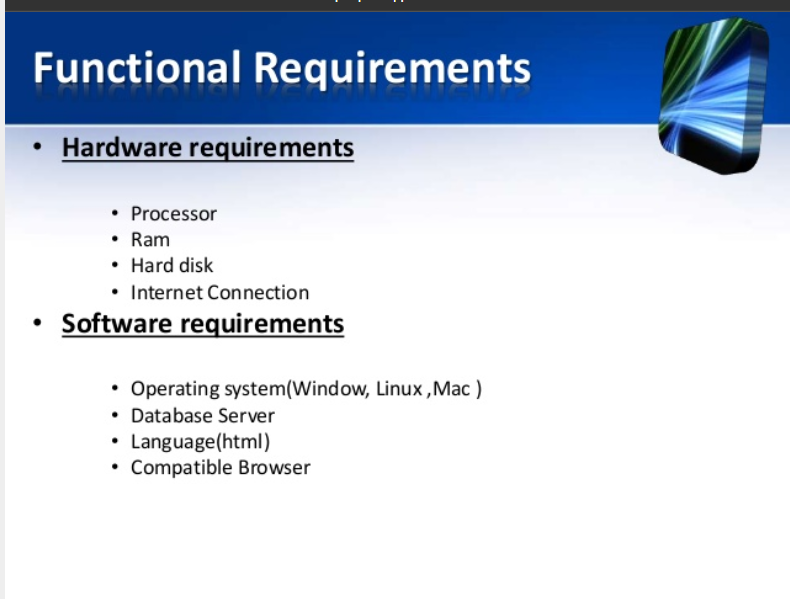 Functional Requirements
• Hardware requirements
• Processor
• Ram
• Hard disk
• Internet Connection
• Software requirements
• Operating system(Window, Linux ,Mac )
• Database Server
• Language(html)
• Compatible Browser